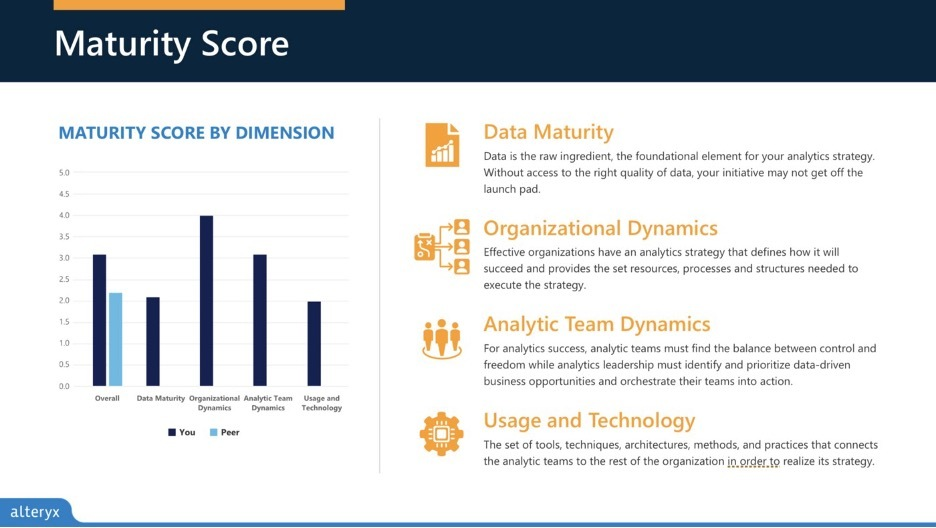 Maturity Score
MATURITY SCORE BY DIMENSION
5.0
4.5
4.0
3.5
3.0
2.5
2.0
1.5
1.0
0.5
0.0
Overall
Data Maturity
Organizational
Dynamics
Analytic Team
Dynamics
Usage and
Technology
You
Peer
Data Maturity
Data is the raw ingredient, the foundational element for your analytics strategy.
Without access to the right quality of data, your initiative may not get off the
launch pad.
Organizational Dynamics
Effective organizations have an analytics strategy that defines how it will
succeed and provides the set resources, processes and structures needed to
execute the strategy.
Analytic Team Dynamics
For analytics success, analytic teams must find the balance between control and
freedom while analytics leadership must identify and prioritize data-driven
business opportunities and orchestrate their teams into action.
Usage and Technology
The set of tools, techniques, architectures, methods, and practices that connects
the analytic teams to the rest of the organization in order to realize its strategy.
alteryx